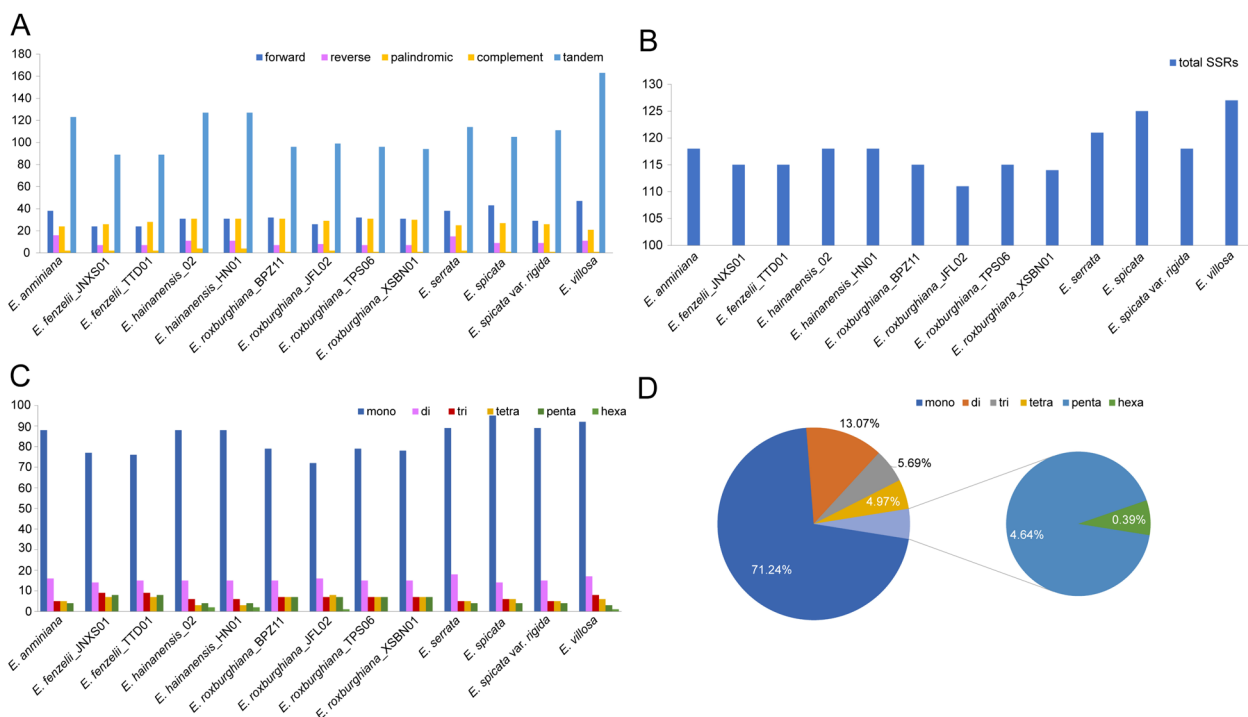 A
forward reverse palindromic complement tandem
180
160
140
120
100
80
60
40
20
0
E. anminiana
E. fenzelii_JNXS01
E. fenzelii_TTD01
E. hainanensis_02
E. hainanensis_HN01
E. roxburghiana_BPZ11
E. roxburghiana_JFL02
E. roxburghiana_TPS06
E. roxburghiana_XSBN01
E. serrata
E. spicata
E. spicata var. rigida
E. villosa
B
total SSRs
130
125
120
115
110
105
100
E. anminiana
E. fenzelii_JNXS01
E. fenzelii_TTD01
E. hainanensis_02
E. hainanensis_HN01
E. roxburghiana_BPZ11
E. roxburghiana_JFL02
E. roxburghiana_TPS06
E. roxburghiana_XSBN01
E. serrata
E. spicata
E. spicata var. rigida
E. villosa
C
mono di tri tetra penta hexa
100
90
80
70
60
50
40
30
20
10
0
E. anminiana
E. fenzelii_JNXS01
E. fenzelii_TTD01
E. hainanensis_02
E. hainanensis_HN01
E. roxburghiana_BPZ11
E. roxburghiana_JFL02
E. roxburghiana_TPS06
E. roxburghiana_XSBN01
E. serrata
E. spicata
E. spicata var. rigida
E. villosa
D
mono di tri tetra penta hexa
13.07%
5.69%
4.97%
71.24%
4.64%
0.39%